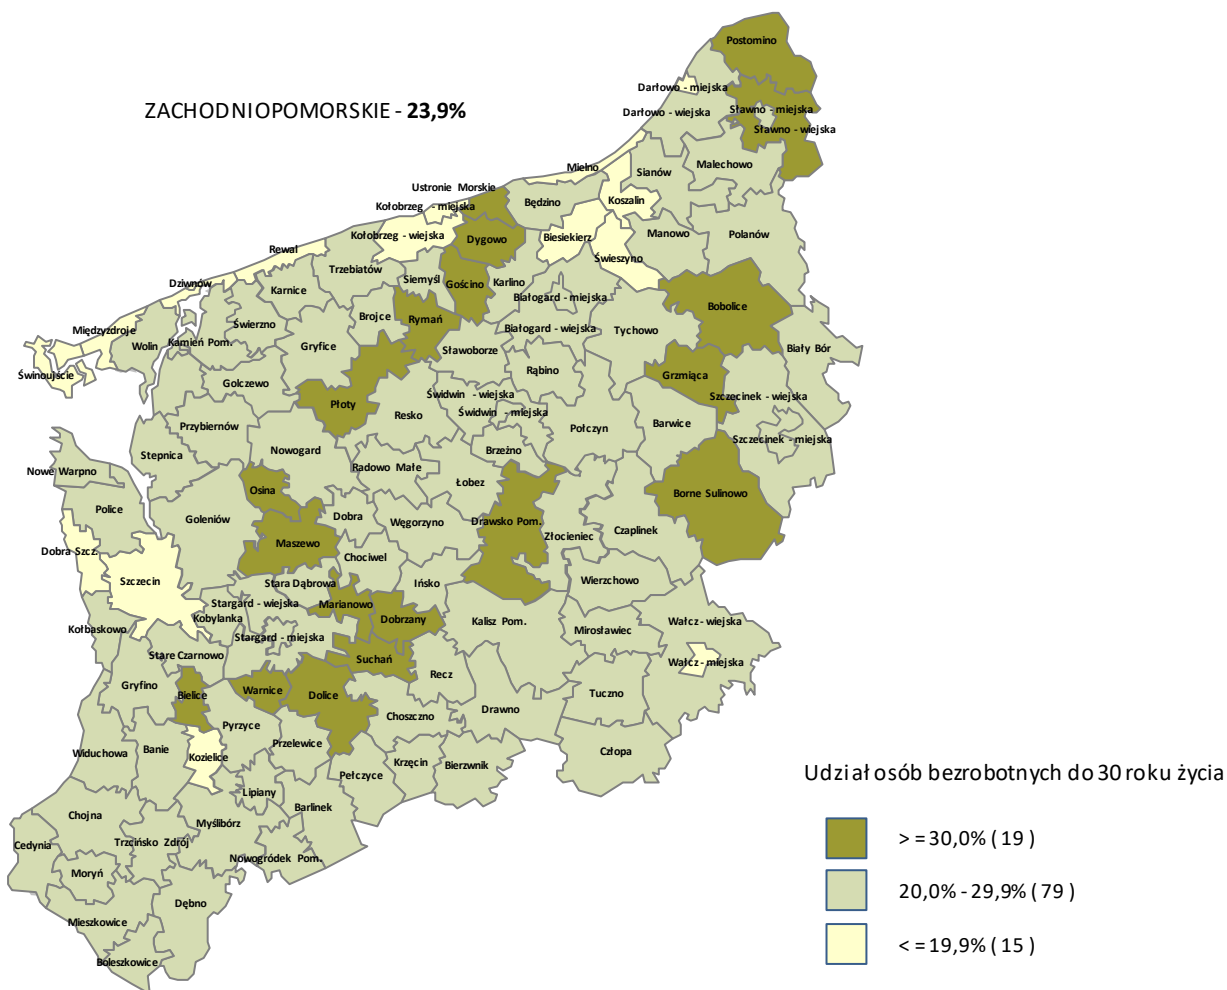 Postomino
Darłowo - miejska
ZACHODNIOPOMORSKIE - 23,9%
Sławno - miejska
Darłowo - wiejska
Sławno - wiejska
Mielno
Malechowo
Sianów
Ustronie Morskie
Koszalin
Będzino
Kołobrzeg - miejska
Kołobrzeg - wiejska
Dygowo
Biesiekierz
Manowo
Polanów
Rewal
Świeszyno
Trzebiatów
Siemyśl
Dziwnów
Gościno
Karlino
Karnice
Białogard - miejska
Bobolice
Brojce
Rymań
Świerzno
Międzyzdroje
Białogard - wiejska
Tychowo
Wolin
Kamień Pom.
Gryfice
Sławoborze
Biały Bór
Rąbino
Świnoujście
Grzmiąca
Golczewo
Świdwin - wiejska
Szczecinek - wiejska
Płoty
Resko
Świdwin - miejska
Przybiernów
Połczyn
Barwice
Szczecinek - miejska
Nowogard
Brzeźno
Stepnica
Radowo Małe
Nowe Warpno
Łobez
Osina
Borne Sulinowo
Police
Goleniów
Dobra
Węgorzyno
Drawsko Pom.
Czaplinek
Złocieniec
Maszewo
Dobra Szcz.
Chociwel
Szczecin
Stara Dąbrowa
Ińsko
Wierzchowo
Stargard - wiejska
Marianowo
Kobylanka
Dobrzany
Kalisz Pom.
Wałcz - wiejska
Kołbaskowo
Stargard - miejska
Mirosławiec
Stare Czarnowo
Suchań
Wałcz - miejska
Recz
Gryfino
Bielice
Warnice
Dolice
Tuczno
Drawno
Choszczno
Pyrzyce
Przelewice
Widuchowa
Banie
Kozielice
Człopa
Krzęcin
Bierzwnik
Pełczyce
Udział osób bezrobotnych do 30 roku życia
Lipiany
Barlinek
Chojna
Myślibórz
> = 30,0% ( 19 )
Cedynia
Trzcińsko Zdrój
Nowogródek Pom.
Moryń
20,0% - 29,9% ( 79 )
Dębno
Mieszkowice
< = 19,9% ( 15 )
Boleszkowice